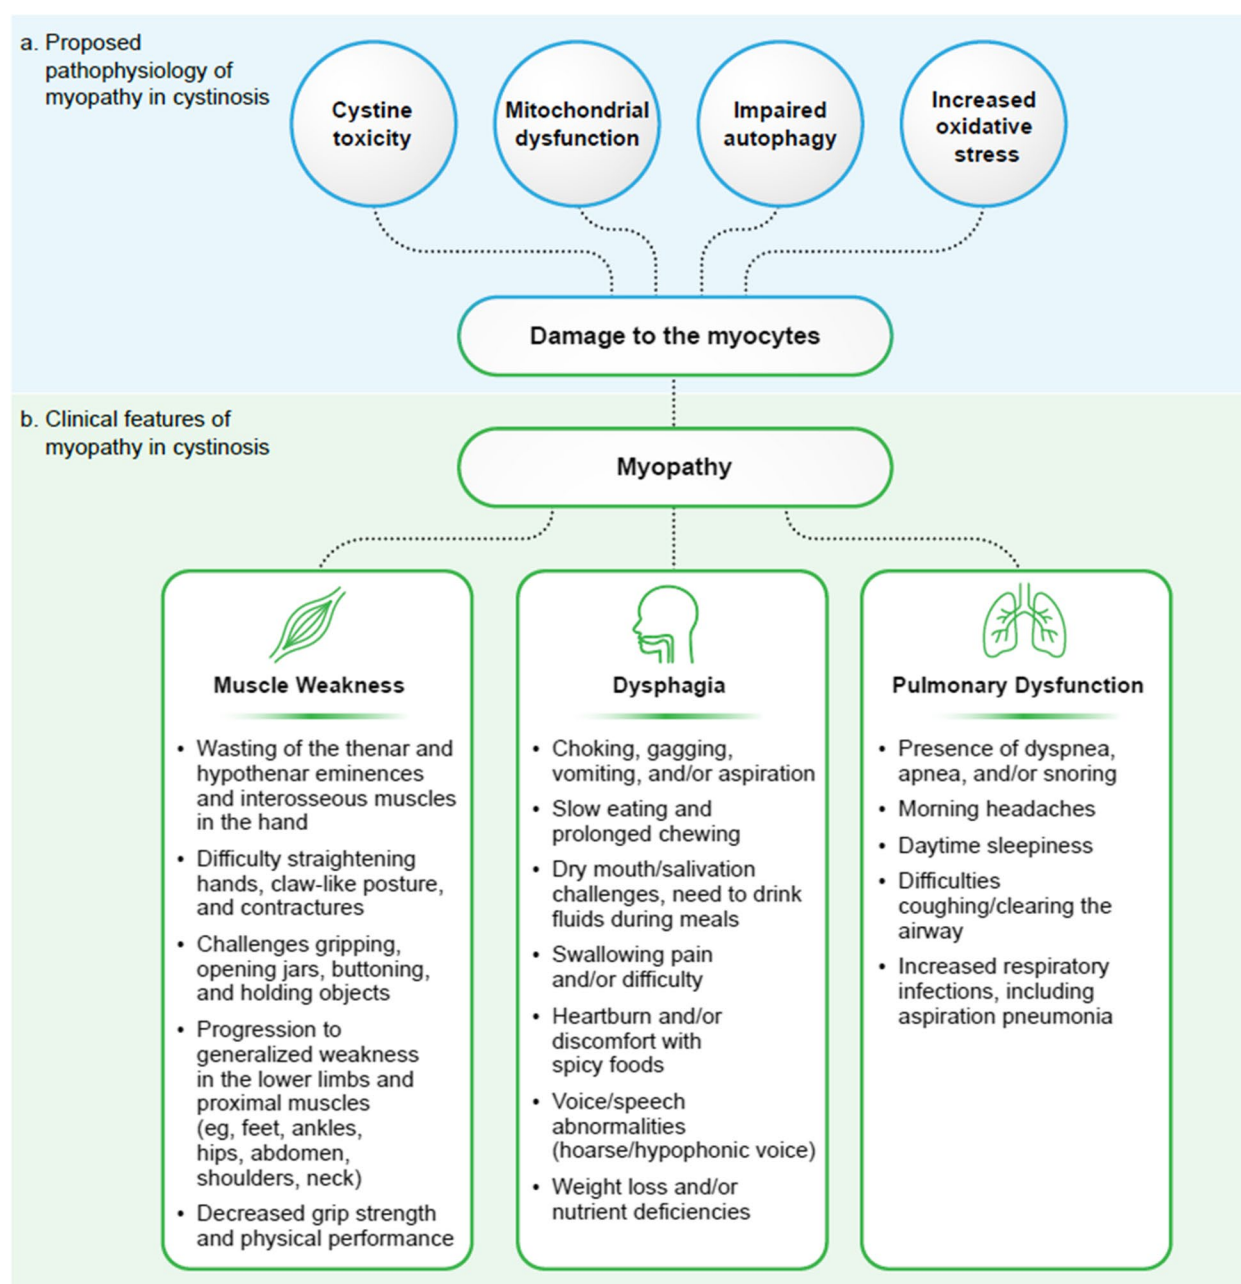 a. Proposed
pathophysiology of
myopathy in cystinosis
Cystine
toxicity
Mitochondrial
dysfunction
Impaired
autophagy
Increased
oxidative
stress
Damage to the myocytes
b. Clinical features of
myopathy in cystinosis
Myopathy
Muscle Weakness
• Wasting of the thenar and
hypothenar eminences
and interosseous muscles
in the hand
• Difficulty straightening
hands, claw-like posture,
and contractures
• Challenges gripping,
opening jars, buttoning,
and holding objects
• Progression to
generalized weakness
in the lower limbs and
proximal muscles
(eg, feet, ankles,
hips, abdomen,
shoulders, neck)
• Decreased grip strength
and physical performance
Dysphagia
• Choking, gagging,
vomiting, and/or aspiration
• Slow eating and
prolonged chewing
• Dry mouth/salivation
challenges, need to drink
fluids during meals
• Swallowing pain
and/or difficulty
• Heartburn and/or
discomfort with
spicy foods
• Voice/speech
abnormalities
(hoarse/hypophonic voice)
• Weight loss and/or
nutrient deficiencies
Pulmonary Dysfunction
• Presence of dyspnea,
apnea, and/or snoring
• Morning headaches
• Daytime sleepiness
• Difficulties
coughing/clearing the
airway
• Increased respiratory
infections, including
aspiration pneumonia